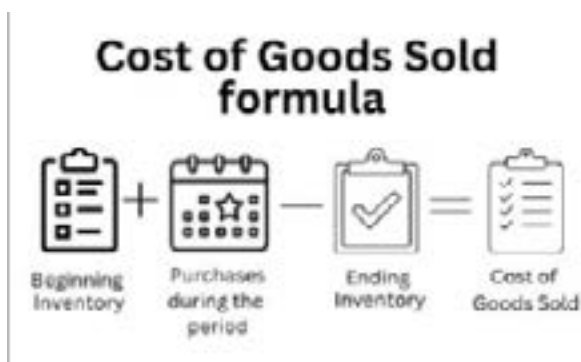 Cost of Goods Sold
formula
+
−
=
Beginning
Inventory
Purchases
during the
period
Ending
Inventory
Cost of
Goods Sold